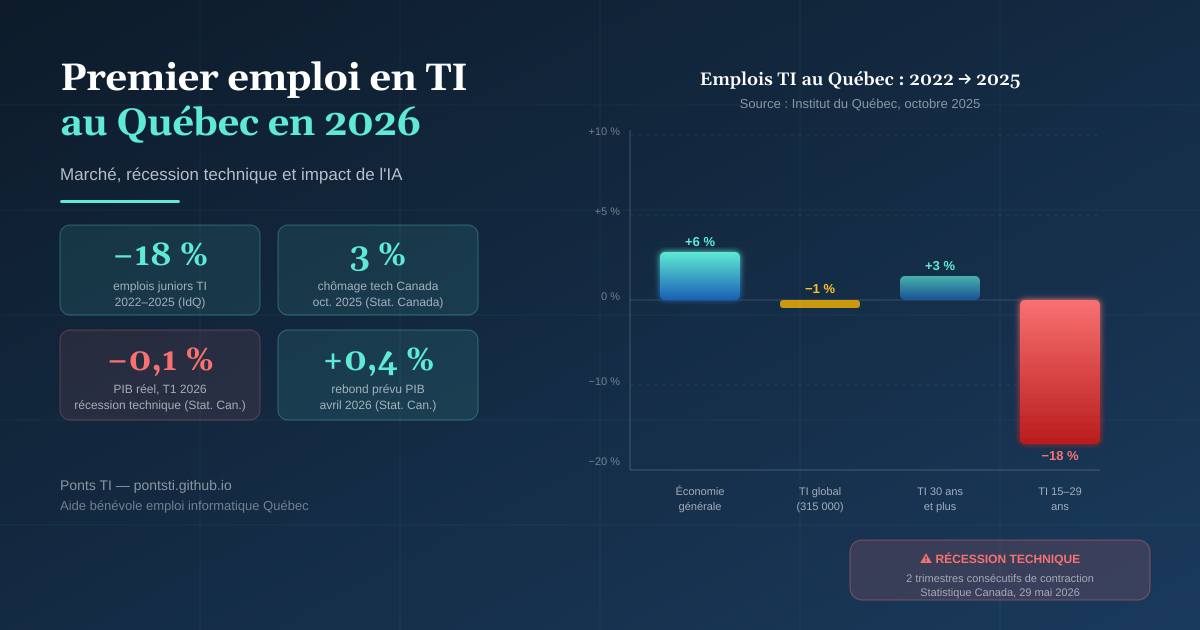 Premier emploi en TI
au Québec en 2026
Marché, récession technique et impact de l'IA
−18 %
emplois juniors TI
2022–2025 (IdQ)
3 %
chômage tech Canada
oct. 2025 (Stat. Canada)
−0,1 %
PIB réel, T1 2026
récession technique (Stat. Can.)
+0,4 %
rebond prévu PIB
avril 2026 (Stat. Can.)
Ponts TI — pontsti.github.io
Aide bénévole emploi informatique Québec
Emplois TI au Québec : 2022 → 2025
Source : Institut du Québec, octobre 2025
+10 %
+5 %
0 %
−10 %
−20 %
+6 %
−1 %
+3 %
−18 %
Économie
générale
TI global
(315 000)
TI 30 ans
et plus
TI 15–29
ans
⚠ RÉCESSION TECHNIQUE
2 trimestres consécutifs de contraction
Statistique Canada, 29 mai 2026